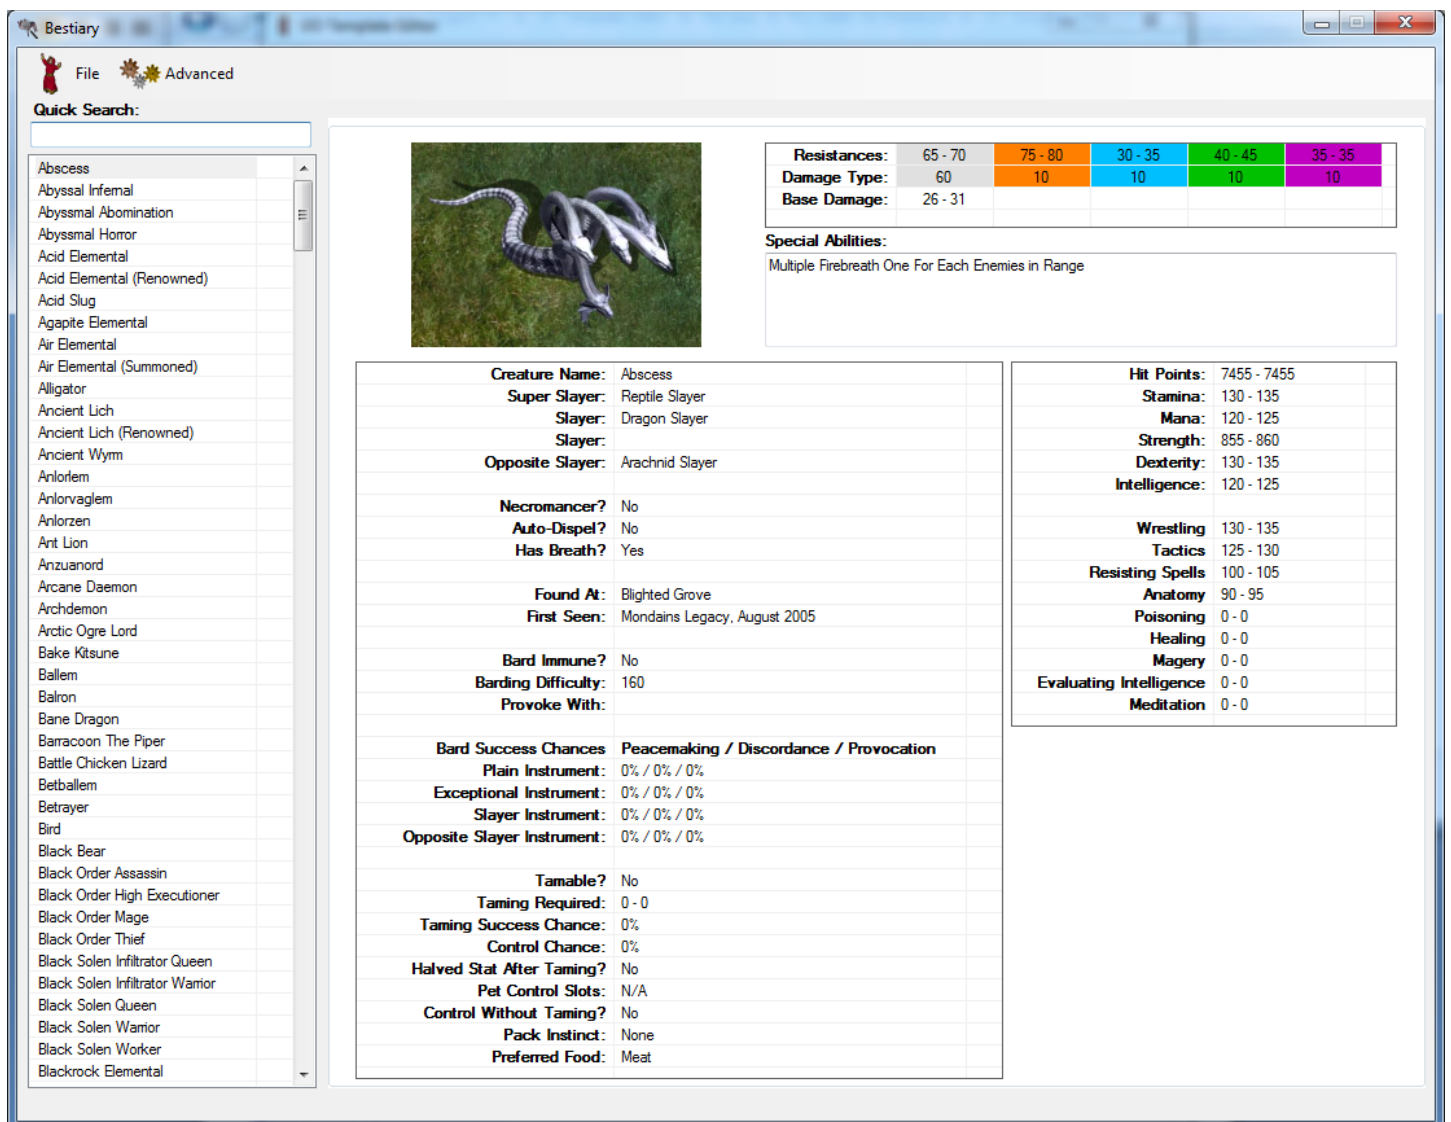 Bestiary
File Advanced
Quick Search:
Abscess
Abyssal Infernal
Abyssmal Abomination
Abyssmal Horror
Acid Elemental
Acid Elemental (Renowned)
Acid Slug
Agapite Elemental
Air Elemental
Air Elemental (Summoned)
Alligator
Ancient Lich
Ancient Lich (Renowned)
Ancient Wyrm
Anlorlem
Anlorvaglem
Anlorzen
Ant Lion
Anzuanord
Arcane Daemon
Archdemon
Arctic Ogre Lord
Bake Kitsune
Ballem
Balron
Bane Dragon
Barracoon The Piper
Battle Chicken Lizard
Betballem
Betrayer
Bird
Black Bear
Black Order Assassin
Black Order High Executioner
Black Order Mage
Black Order Thief
Black Solen Infiltrator Queen
Black Solen Infiltrator Warrior
Black Solen Queen
Black Solen Warrior
Black Solen Worker
Blackrock Elemental
Resistances: 65 - 70 75 - 80 30 - 35 40 - 45 35 - 35
Damage Type: 60 10 10 10 10
Base Damage: 26 - 31
Special Abilities:
Multiple Firebreath One For Each Enemies in Range
Creature Name: Abscess
Super Slayer: Reptile Slayer
Slayer: Dragon Slayer
Slayer:
Opposite Slayer: Arachnid Slayer
Necromancer? No
Auto-Dispel? No
Has Breath? Yes
Found At: Blighted Grove
First Seen: Mondains Legacy, August 2005
Bard Immune? No
Barding Difficulty: 160
Provoke With:
Bard Success Chances Peacemaking / Discordance / Provocation
Plain Instrument: 0% / 0% / 0%
Exceptional Instrument: 0% / 0% / 0%
Slayer Instrument: 0% / 0% / 0%
Opposite Slayer Instrument: 0% / 0% / 0%
Tamable? No
Taming Required: 0 - 0
Taming Success Chance: 0%
Control Chance: 0%
Halved Stat After Taming? No
Pet Control Slots: N/A
Control Without Taming? No
Pack Instinct: None
Preferred Food: Meat
Hit Points: 7455 - 7455
Stamina: 130 - 135
Mana: 120 - 125
Strength: 855 - 860
Dexterity: 130 - 135
Intelligence: 120 - 125
Wrestling 130 - 135
Tactics 125 - 130
Resisting Spells 100 - 105
Anatomy 90 - 95
Poisoning 0 - 0
Healing 0 - 0
Magery 0 - 0
Evaluating Intelligence 0 - 0
Meditation 0 - 0